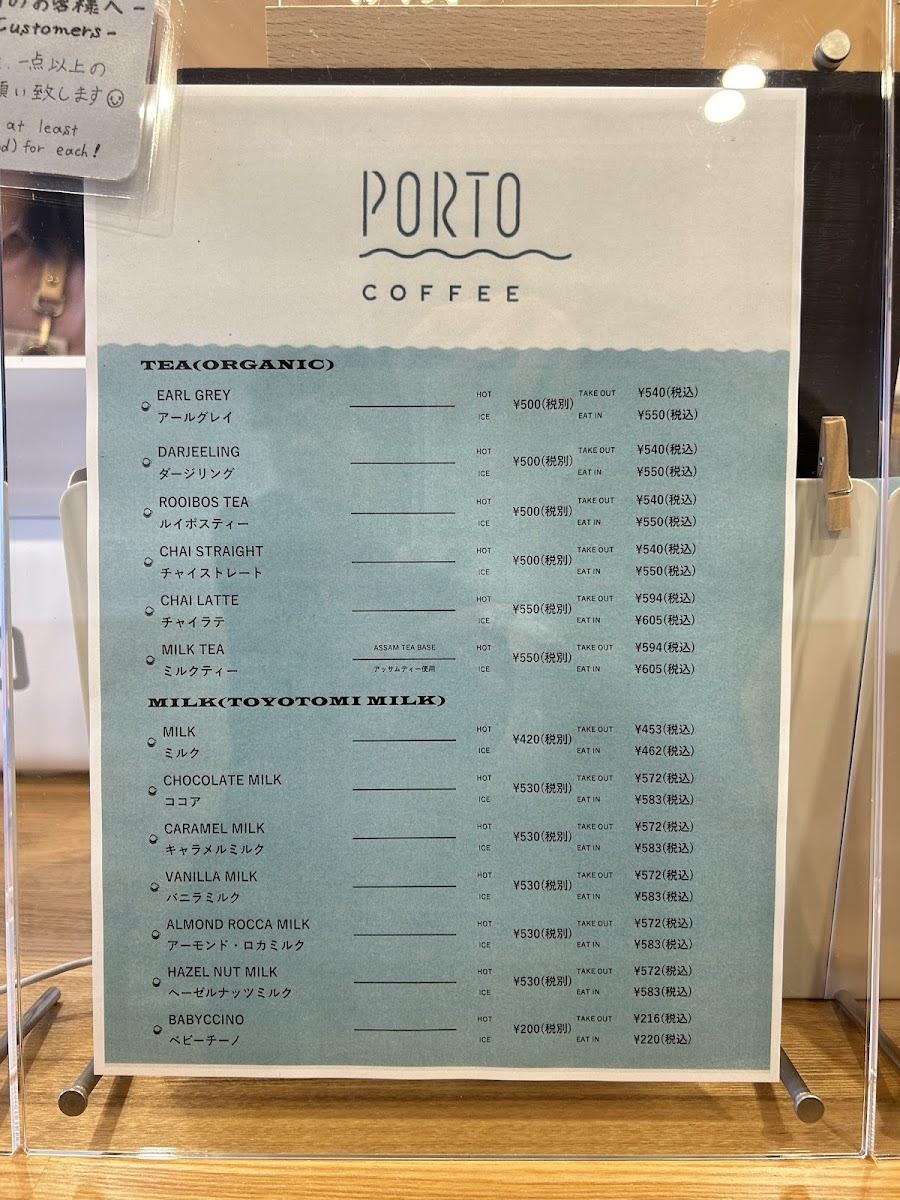 のお客様へ -
Customers -
一点以上の
願い致します
at least
for each!
PORTO
COFFEE
TEA(ORGANIC)
EARL GREY
アールグレイ
HOT
ICE
¥500(税別)
TAKE OUT ¥540(税込)
EAT IN ¥550(税込)
DARJEELING
ダージリング
HOT
ICE
¥500(税別)
TAKE OUT ¥540(税込)
EAT IN ¥550(税込)
ROOIBOS TEA
ルイボスティー
HOT
ICE
¥500(税別)
TAKE OUT ¥540(税込)
EAT IN ¥550(税込)
CHAI STRAIGHT
チャイストレート
HOT
ICE
¥500(税別)
TAKE OUT ¥540(税込)
EAT IN ¥550(税込)
CHAI LATTE
チャイラテ
HOT
ICE
¥550(税別)
TAKE OUT ¥594(税込)
EAT IN ¥605(税込)
MILK TEA
ミルクティー
ASSAM TEA BASE
アッサムティー使用
HOT
ICE
¥550(税別)
TAKE OUT ¥594(税込)
EAT IN ¥605(税込)
MILK(TOYOTOMI MILK)
MILK
ミルク
HOT
ICE
¥420(税別)
TAKE OUT ¥453(税込)
EAT IN ¥462(税込)
CHOCOLATE MILK
ココア
HOT
ICE
¥530(税別)
TAKE OUT ¥572(税込)
EAT IN ¥583(税込)
CARAMEL MILK
キャラメルミルク
HOT
ICE
¥530(税別)
TAKE OUT ¥572(税込)
EAT IN ¥583(税込)
VANILLA MILK
バニラミルク
HOT
ICE
¥530(税別)
TAKE OUT ¥572(税込)
EAT IN ¥583(税込)
ALMOND ROCCA MILK
アーモンド・ロカミルク
HOT
ICE
¥530(税別)
TAKE OUT ¥572(税込)
EAT IN ¥583(税込)
HAZEL NUT MILK
ヘーゼルナッツミルク
HOT
ICE
¥530(税別)
TAKE OUT ¥572(税込)
EAT IN ¥583(税込)
BABYCCINO
ベビーチーノ
HOT
ICE
¥200(税別)
TAKE OUT ¥216(税込)
EAT IN ¥220(税込)